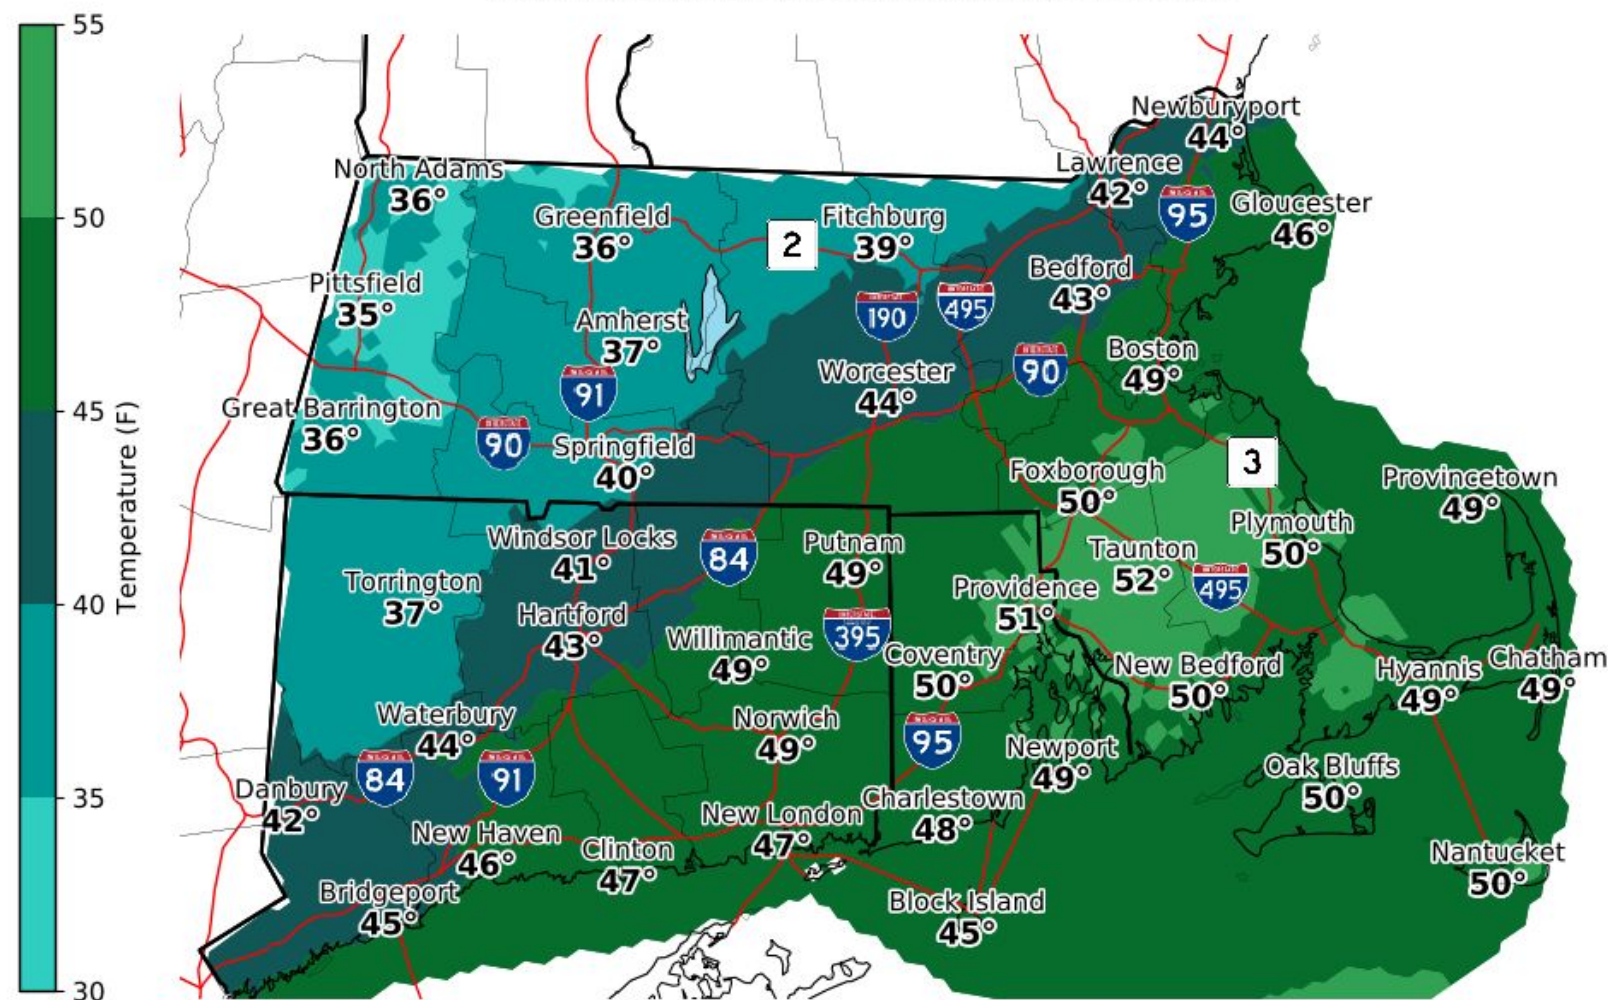 55
50
45
40
35
30
Temperature (F)
Newburyport
44°
North Adams
36°
Lawrence
42°
95
Gloucester
46°
Greenfield
36°
2
Fitchburg
39°
Pittsfield
35°
Bedford
43°
190
495
Amherst
37°
Boston
49°
90
Worcester
44°
91
Great Barrington
36°
90
Springfield
40°
3
Foxborough
50°
Provincetown
49°
Plymouth
50°
Windsor Locks
41°
84
Putnam
49°
Taunton
52°
495
Torrington
37°
Providence
51°
Hartford
43°
395
Willimantic
49°
Coventry
50°
New Bedford
50°
Hyannis
49°
Chatham
49°
Waterbury
44°
Norwich
49°
95
Newport
49°
84
91
Oak Bluffs
50°
Danbury
42°
Charlestown
48°
New London
47°
New Haven
46°
Clinton
47°
Nantucket
50°
Bridgeport
45°
Block Island
45°